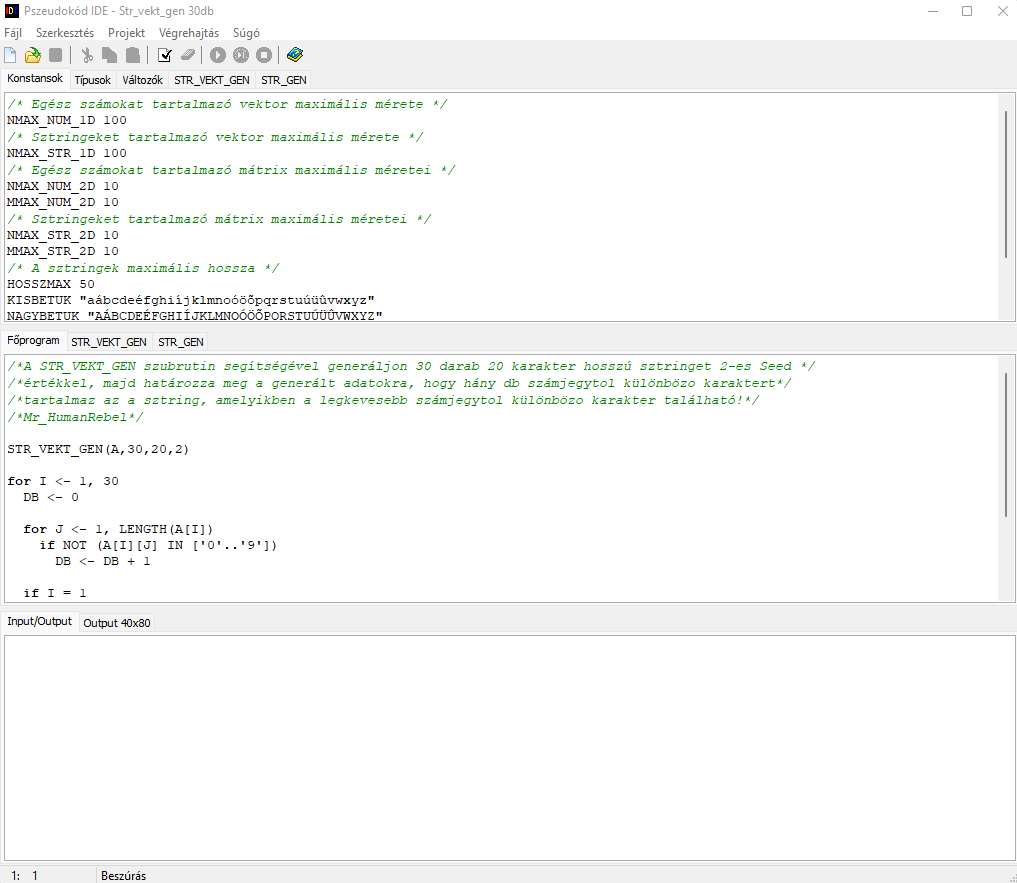 Pszeudokód IDE - Str_vekt_gen 30db
Fájl Szerkesztés Projekt Végrehajtás Súgó
Konstansok Típusok Változók STR_VEKT_GEN STR_GEN
/* Egész számokat tartalmazó vektor maximális mérete */
NMAX_NUM_1D 100
/* Sztringeket tartalmazó vektor maximális mérete */
NMAX_STR_1D 100
/* Egész számokat tartalmazó mátrix maximális méretei */
NMAX_NUM_2D 10
MMAX_NUM_2D 10
/* Sztringeket tartalmazó mátrix maximális méretei */
NMAX_STR_2D 10
MMAX_STR_2D 10
/* A sztringek maximális hossza */
HOSSZMAX 50
KISBETUK "aábcdeéfghiíjklmnoóöõpqrstuúüûvwxyz"
NAGYBETUK "AÁBCDEÉFGHIÍJKLMNOÓÖÕPQRSTUÚÜÛVWXYZ"
Főprogram STR_VEKT_GEN STR_GEN
/*A STR_VEKT_GEN szubrutin segítségével generáljon 30 darab 20 karakter hosszú sztringet 2-es Seed */
/*értékkel, majd határozza meg a generált adatokra, hogy hány db számjegytol különbözo karaktert*/
/*tartalmaz az a sztring, amelyikben a legkevesebb számjegytol különbözo karakter található!*/
/*Mr_HumanRebel*/
STR_VEKT_GEN(A,30,20,2)
for I <- 1, 30
DB <- 0
for J <- 1, LENGTH(A[I])
if NOT (A[I][J] IN ['0'..'9'])
DB <- DB + 1
if I = 1
Input/Output Output 40x80
1: 1 Beszúrás